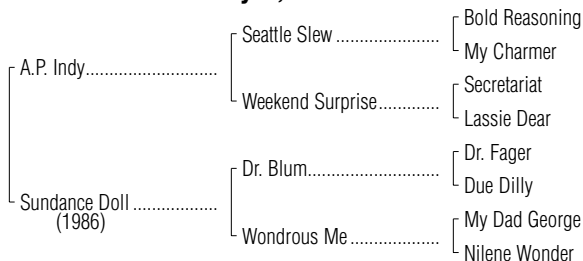 Bold Reasoning
Seattle Slew
My Charmer
A.P. Indy
Secretariat
Weekend Surprise
Lassie Dear
Dr. Fager
Dr. Blum
Due Dilly
Sundance Doll
(1986)
My Dad George
Wondrous Me
Nilene Wonder